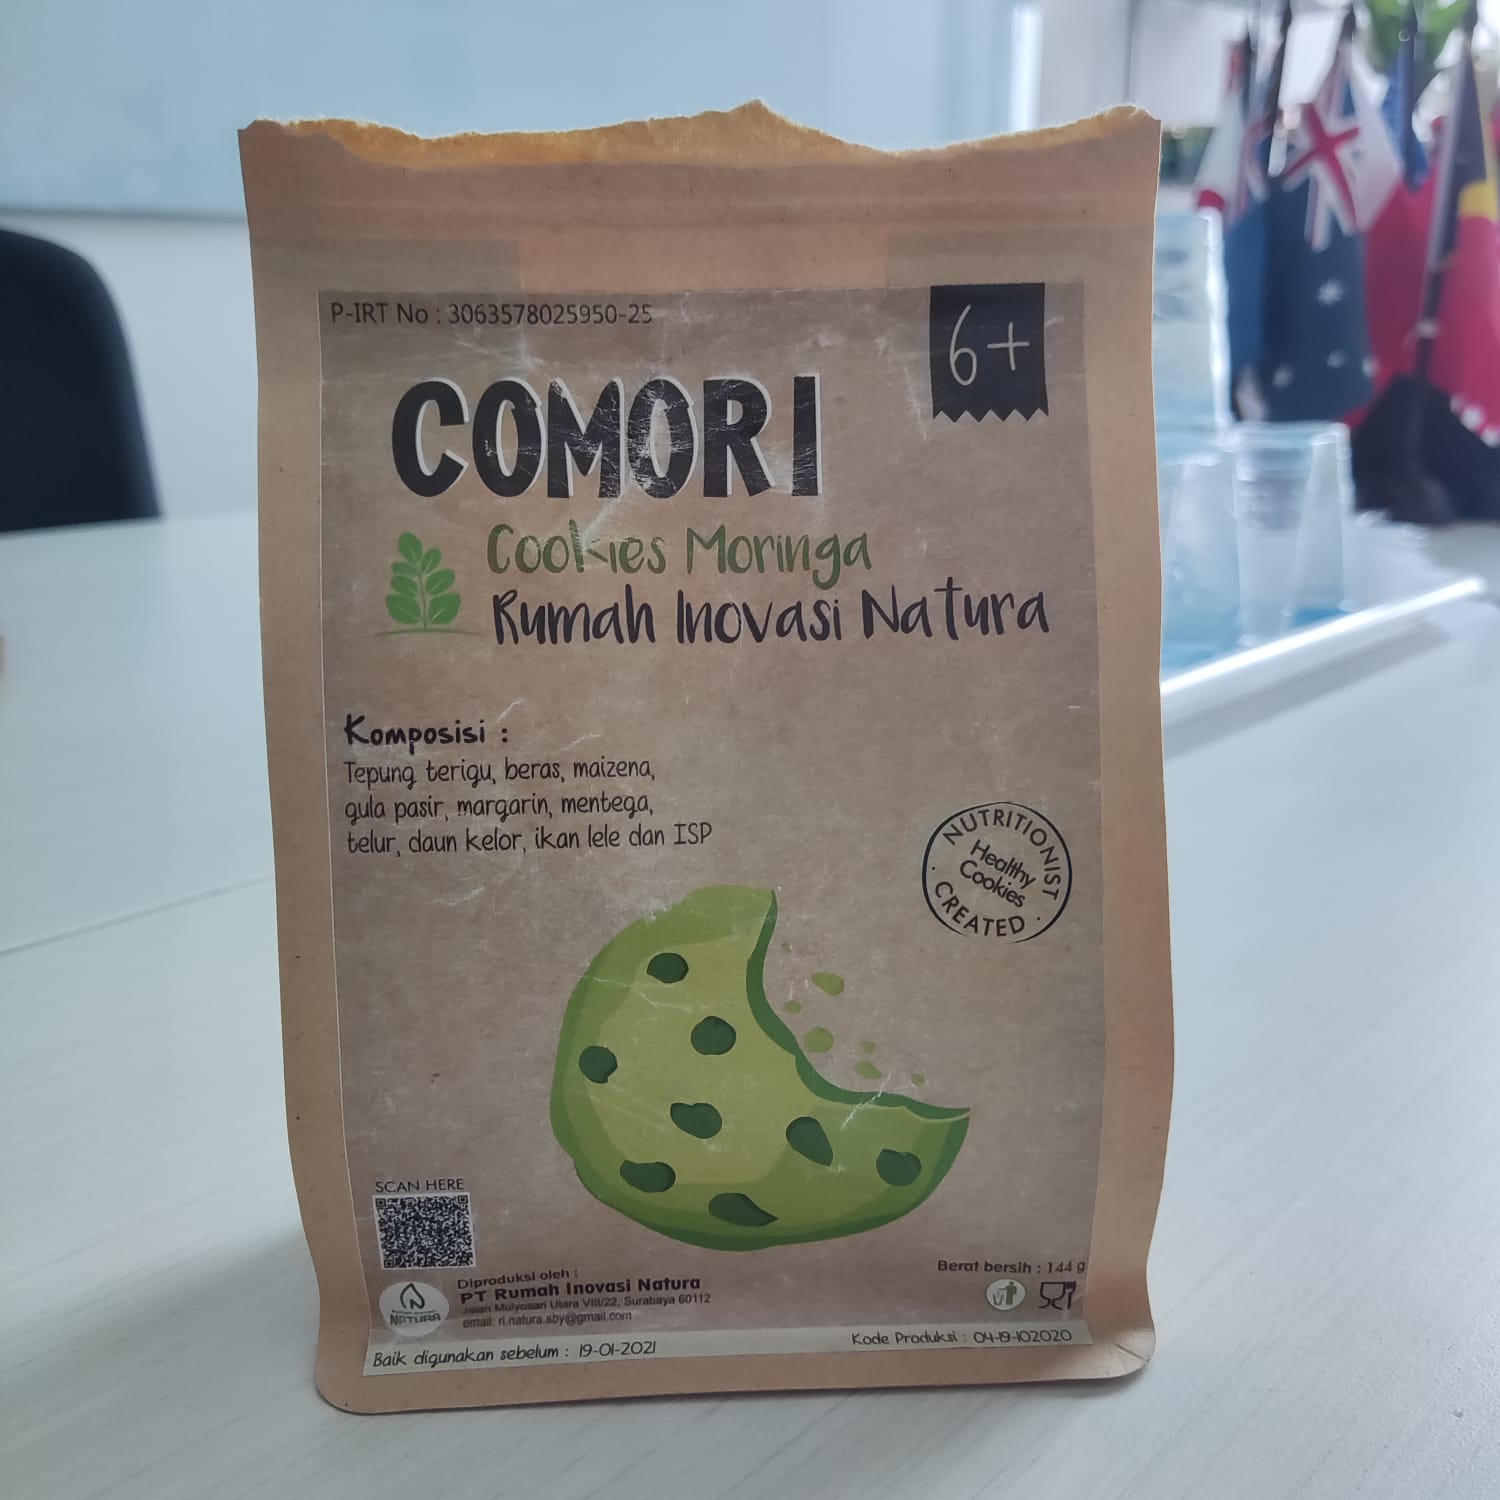 P-IRT No : 3063578025950-25
6+
COMORI
Cookies Moringa
Rumah Inovasi Natura
Komposisi :
Tepung terigu, beras, maizena,
gula pasir, margarin, mentega,
telur, daun kelor, ikan lele dan ISP
NUTRITIONIST
Healthy
Cookies
CREATED
SCAN HERE
Diproduksi oleh :
PT Rumah Inovasi Natura
Jalan Mulyosari Utara VIII/22, Surabaya 60112
email: ri.natura.sby@gmail.com
NATURA
Berat bersih : 144 g
Baik digunakan sebelum : 19-01-2021
Kode Produksi : 04-19-102020